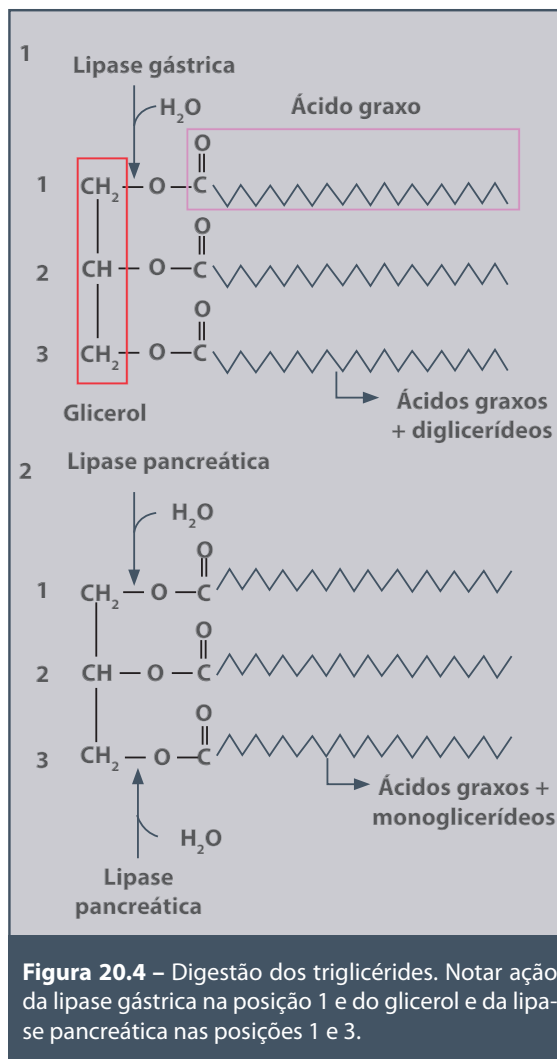 1
Lipase gástrica
H₂O
Ácido graxo
O
1 CH₂ — O — C
O
2 CH — O — C
O
3 CH₂ — O — C
Glicerol
Ácidos graxos
+ diglicerídeos
2
Lipase pancreática
H₂O
O
1 CH₂ — O — C
O
2 CH — O — C
O
3 CH₂ — O — C
Ácidos graxos +
monoglicerídeos
H₂O
Lipase
pancreática
Figura 20.4 – Digestão dos triglicérides. Notar ação
da lipase gástrica na posição 1 e do glicerol e da lipa-
se pancreática nas posições 1 e 3.